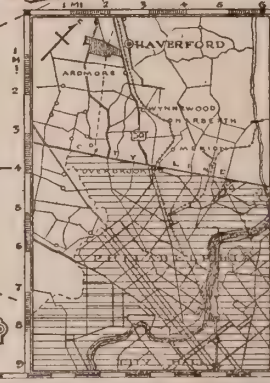 1 MI 2 3 4 5 6
1 MI.
HAVERFORD
ARDMORE
2
WYNNEWOOD
NARBERTH
3
MERION
CITY LINE
4
OVERBROOK
5
6
PHILADELPHIA
7
8
9